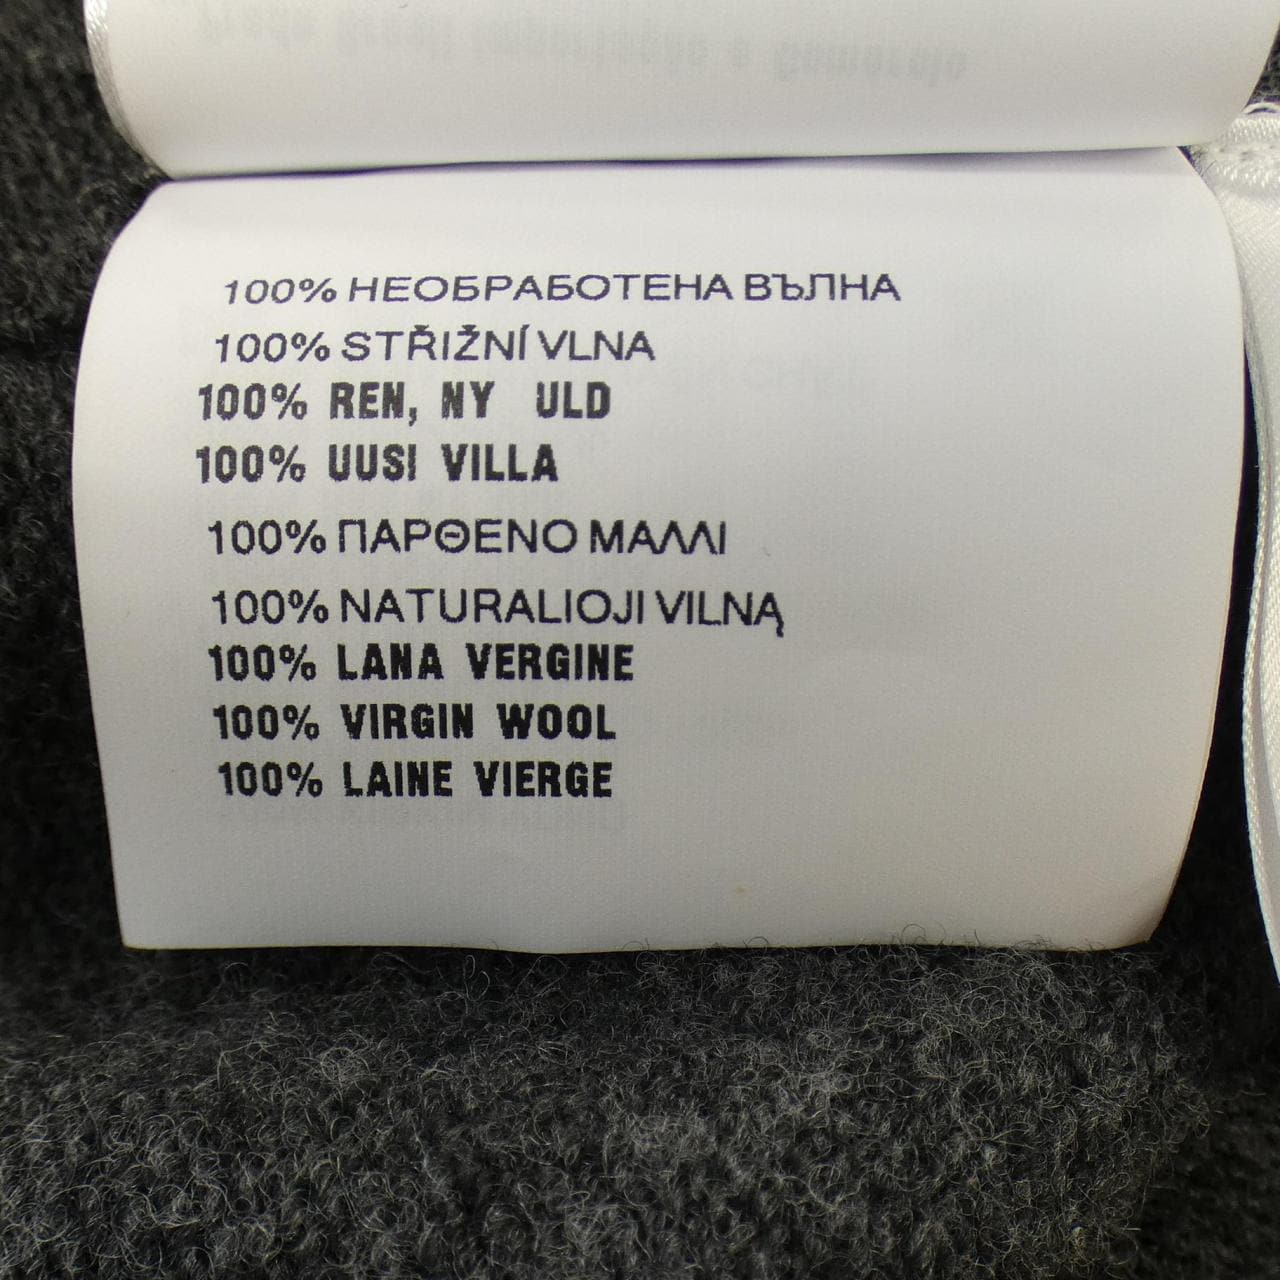 100% НЕОБРАБОТЕНА ВЪЛНА
100% STŘIŽNÍ VLNA
100% REN, NY ULD
100% UUSI VILLA
100% ΠΑΡΘΕΝΟ ΜΑΛΛΙ
100% NATURALIOJI VILNĄ
100% LANA VERGINE
100% VIRGIN WOOL
100% LAINE VIERGE